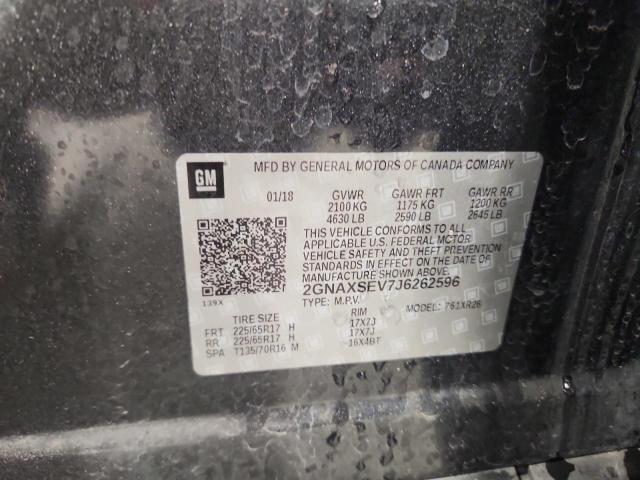 GM
MFD BY GENERAL MOTORS OF CANADA COMPANY
01/18 GVWR GAWR FRT GAWR RR
2100 KG 1175 KG 1200 KG
4630 LB 2590 LB 2645 LB
THIS VEHICLE CONFORMS TO ALL
APPLICABLE U.S. FEDERAL MOTOR
VEHICLE SAFETY AND THEFT PREVENTION
STANDARDS IN EFFECT ON THE DATE OF
MANUFACTURE SHOWN ABOVE.
2GNAXSEV7J6262596
139X TYPE: M.P.V. MODEL: 761XR26
TIRE SIZE RIM
FRT 225/65R17 H 17X7J
RR 225/65R17 H 17X7J
SPA T135/70R16 M 16X4BT